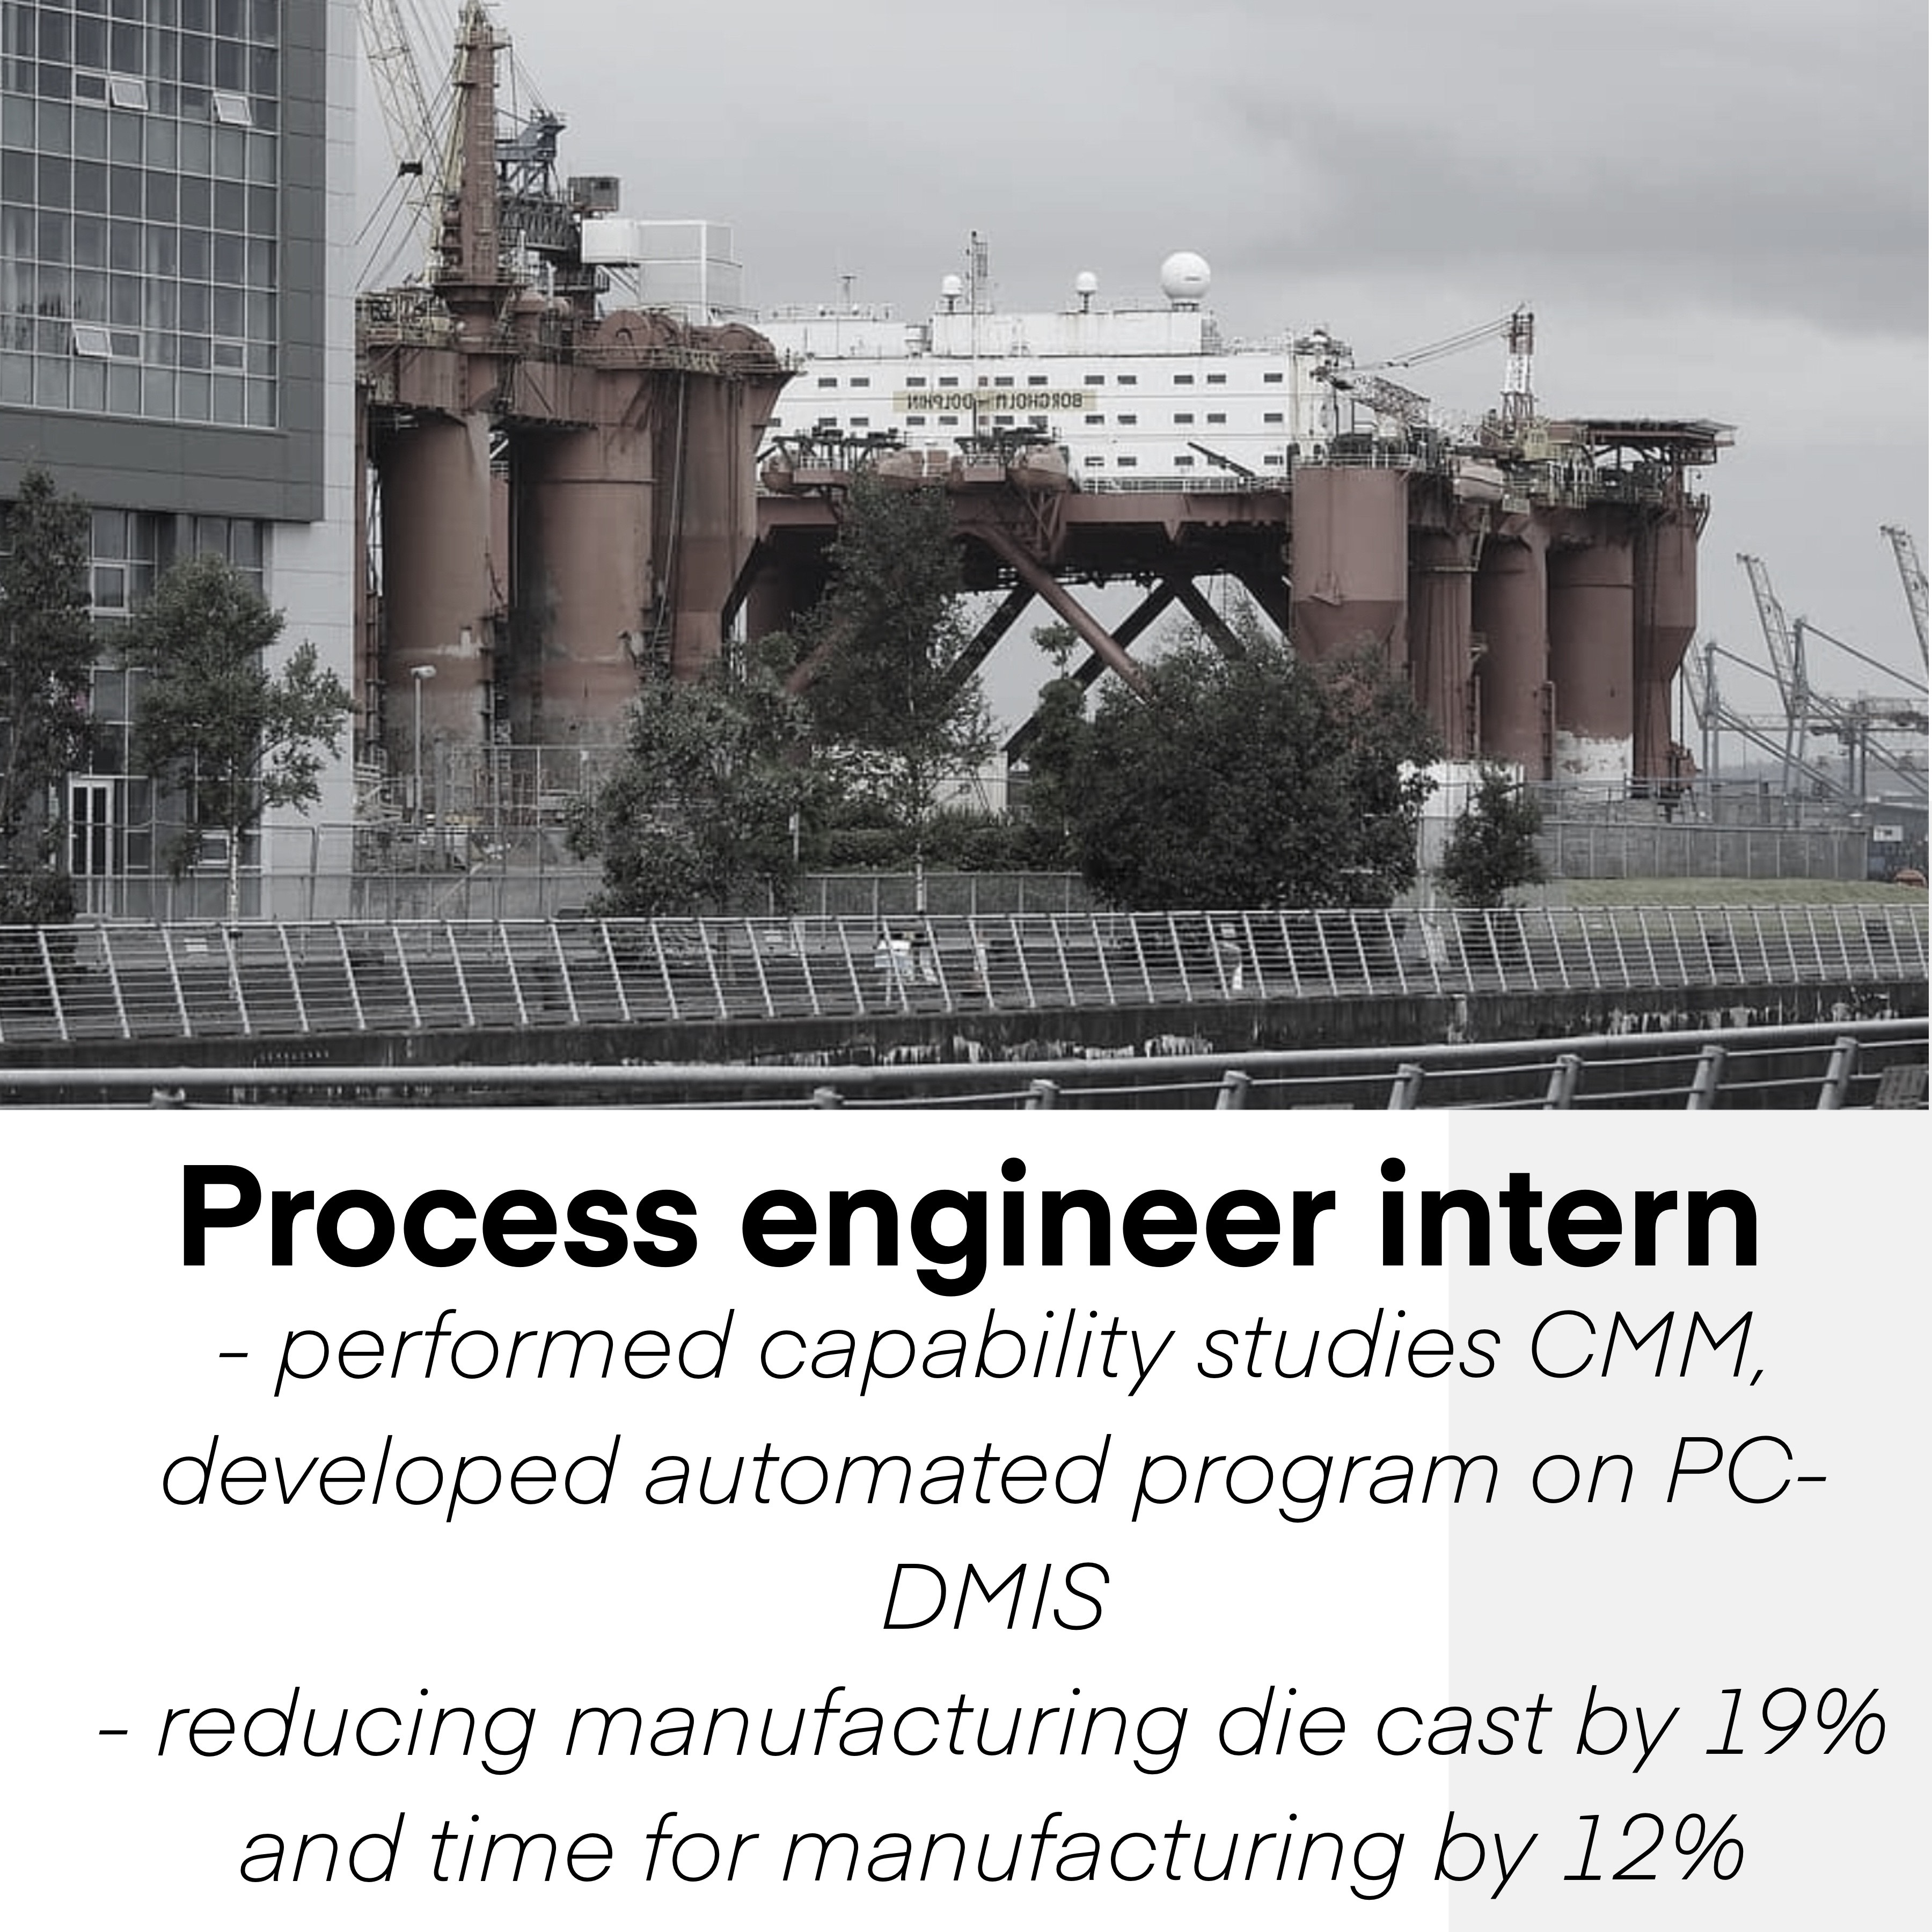 BORGHOLM DOLPHIN
Process engineer intern
- performed capability studies CMM,
developed automated program on PC-
DMIS
- reducing manufacturing die cast by 19%
and time for manufacturing by 12%